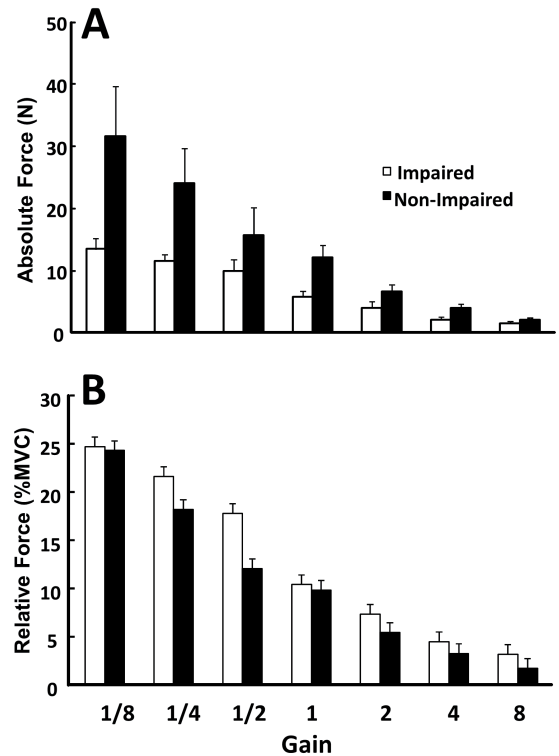 A
50
40
30
20
10
0
Absolute Force (N)
Impaired
Non-Impaired
B
30
25
20
15
10
5
0
Relative Force (%MVC)
1/8 1/4 1/2 1 2 4 8
Gain